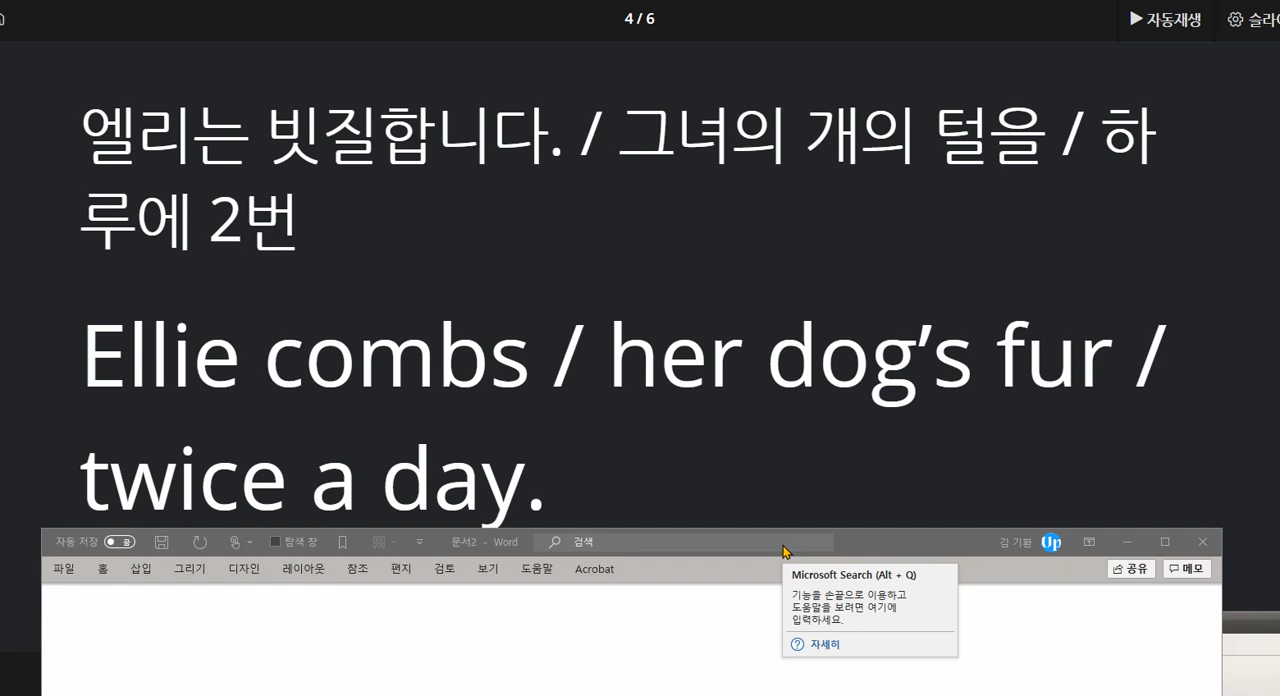 4 / 6
▶ 자동재생
엘리는 빗질합니다. / 그녀의 개의 털을 / 하
루에 2번
Ellie combs / her dog’s fur /
twice a day.
자동 저장 끔 탐색 창 문서2 - Word 검색 김 기환 Up
파일 홈 삽입 그리기 디자인 레이아웃 참조 편지 검토 보기 도움말 Acrobat 공유 메모
Microsoft Search (Alt + Q)
기능을 손끝으로 이용하고
도움말을 보려면 여기에
입력하세요.
자세히